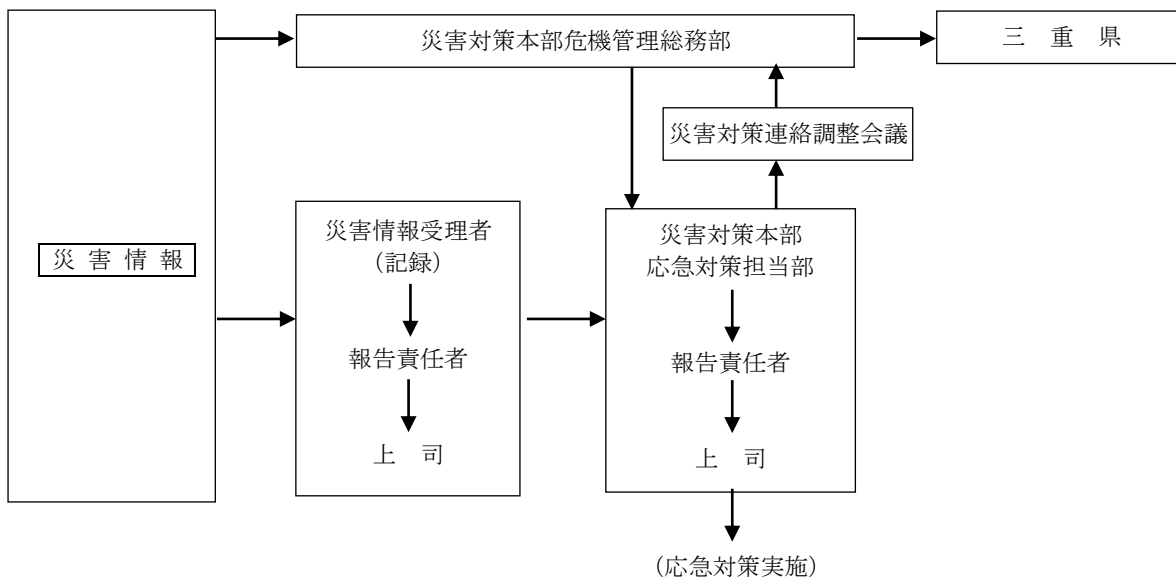 災害対策本部危機管理総務部
三 重 県
災害対策連絡調整会議
災 害 情 報
災害情報受理者
(記録)
報告責任者
上 司
災害対策本部
応急対策担当部
報告責任者
上 司
(応急対策実施)